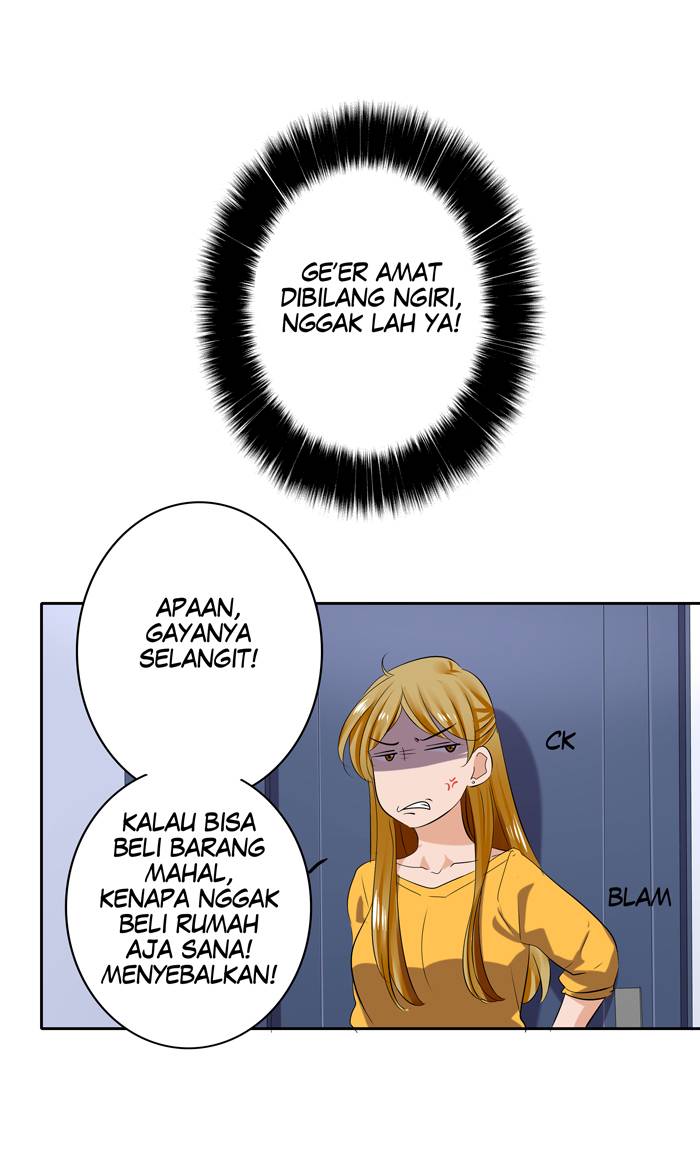 GE'ER AMAT
DIBILANG NGIRI,
NGGAK LAH YA!
APAAN,
GAYANYA
SELANGIT!
CK
KALAU BISA
BELI BARANG
MAHAL,
KENAPA NGGAK
BELI RUMAH
AJA SANA!
MENYEBALKAN!
BLAM